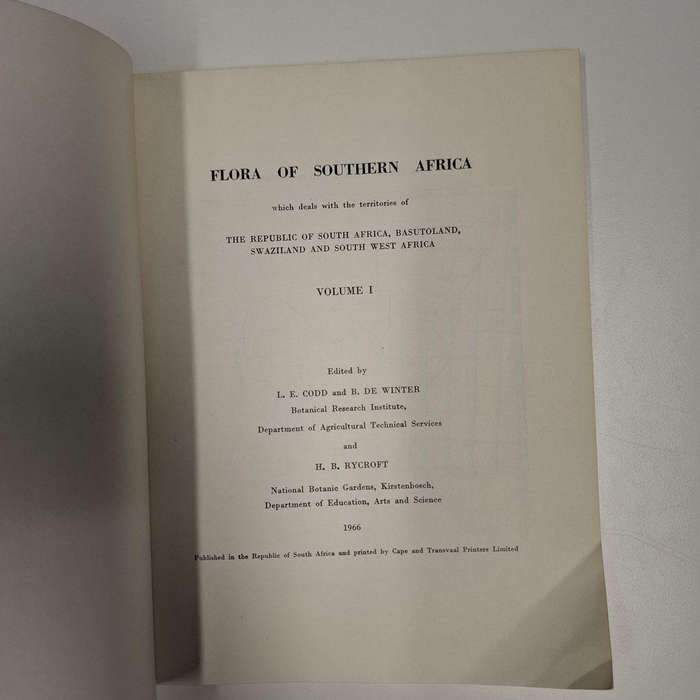 FLORA OF SOUTHERN AFRICA
which deals with the territories of
THE REPUBLIC OF SOUTH AFRICA, BASUTOLAND,
SWAZILAND AND SOUTH WEST AFRICA
VOLUME I
Edited by
L. E. CODD and B. DE WINTER
Botanical Research Institute,
Department of Agricultural Technical Services
and
H. B. RYCROFT
National Botanic Gardens, Kirstenbosch,
Department of Education, Arts and Science
1966
Published in the Republic of South Africa and printed by Cape and Transvaal Printers Limited